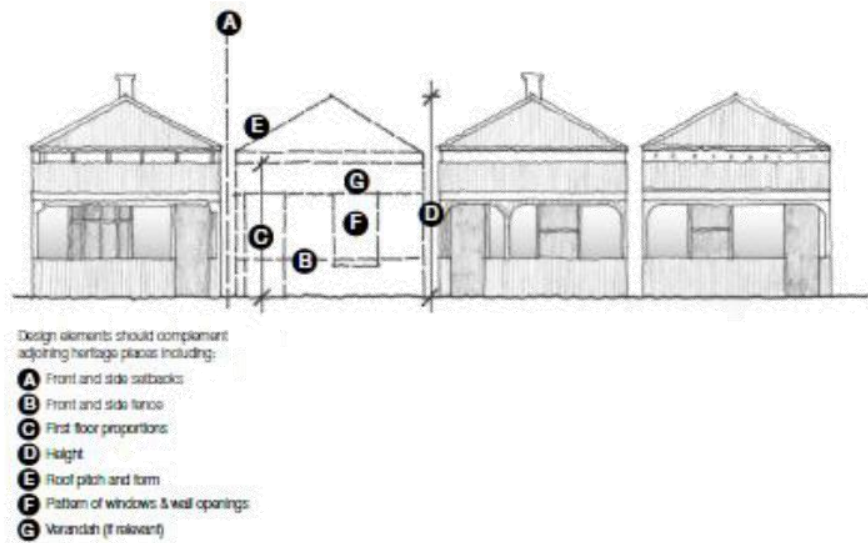 A
E
G
D
F
C
B
Design elements should complement
adjoining heritage places including:
A Front and side setbacks
B Front and side fence
C First floor proportions
D Height
E Roof pitch and form
F Pattern of windows & wall openings
G Verandah (if relevant)